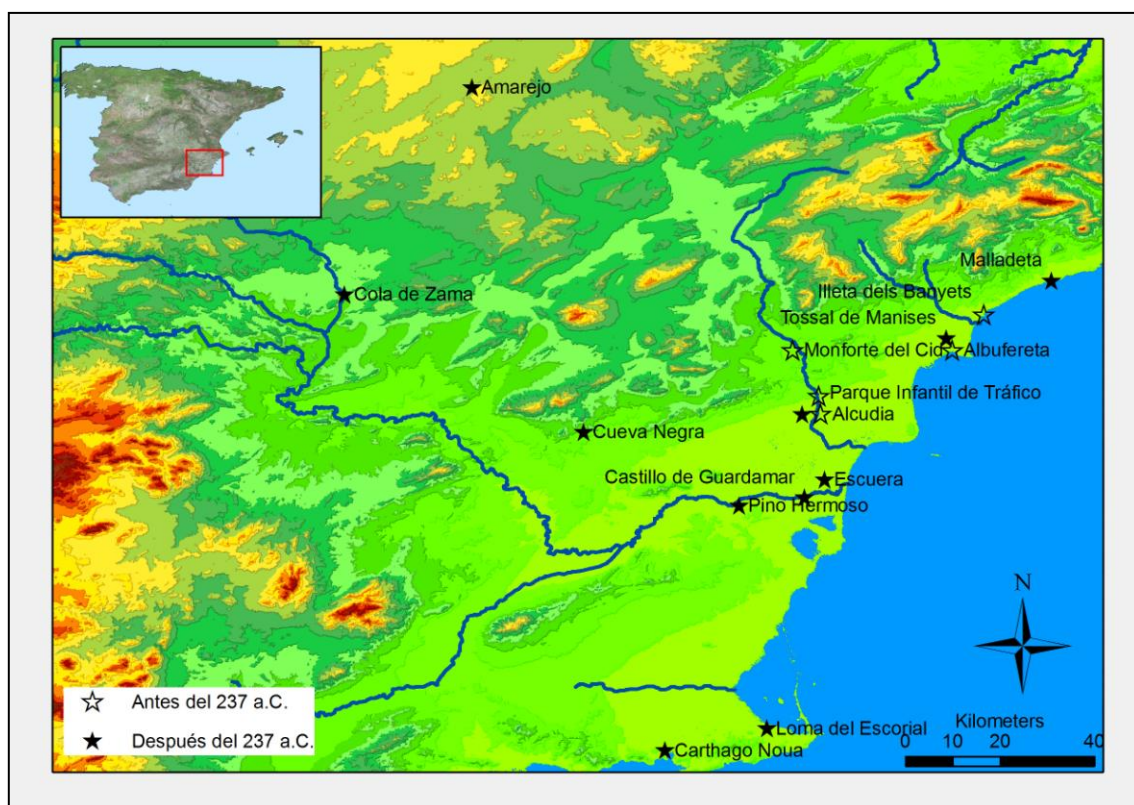 Amarejo
Cola de Zama
Malladeta
Illeta dels Banyets
Tossal de Manises
Monforte del Cid
Albufereta
Parque Infantil de Tráfico
Alcudia
Cueva Negra
Castillo de Guardamar
Escuera
Pino Hermoso
N
Antes del 237 a.C.
Después del 237 a.C.
Loma del Escorial
Carthago Noua
Kilometers
0 10 20 40